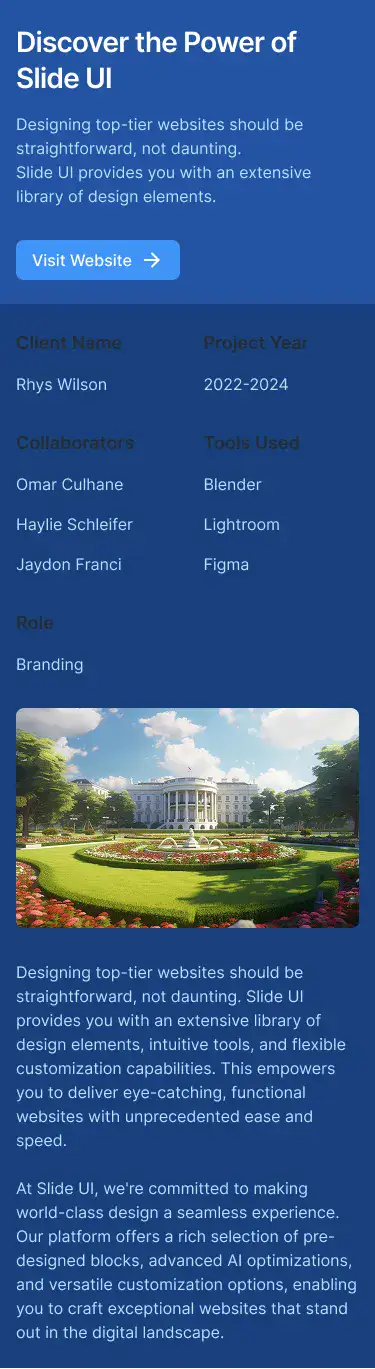 Discover the Power of
Slide UI
Designing top-tier websites should be
straightforward, not daunting.
Slide UI provides you with an extensive
library of design elements.
Visit Website
Client Name
Rhys Wilson
Project Year
2022-2024
Collaborators
Omar Culhane
Haylie Schleifer
Jaydon Franci
Tools Used
Blender
Lightroom
Figma
Role
Branding
Designing top-tier websites should be
straightforward, not daunting. Slide UI
provides you with an extensive library of
design elements, intuitive tools, and flexible
customization capabilities. This empowers
you to deliver eye-catching, functional
websites with unprecedented ease and
speed.
At Slide UI, we're committed to making
world-class design a seamless experience.
Our platform offers a rich selection of pre-
designed blocks, advanced AI optimizations,
and versatile customization options, enabling
you to craft exceptional websites that stand
out in the digital landscape.